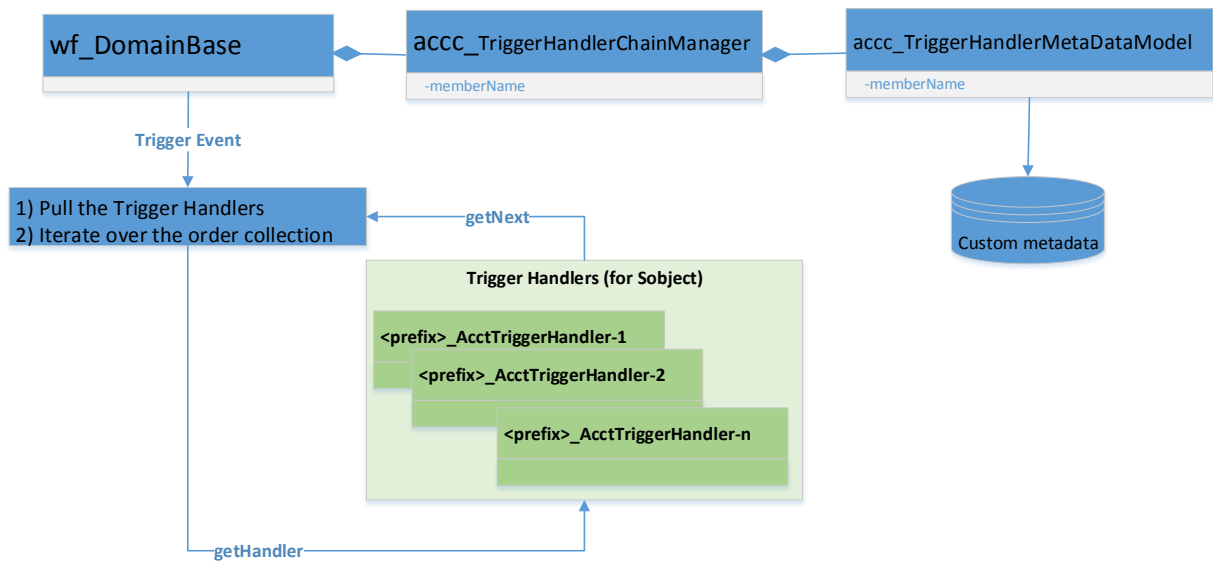 wf_DomainBase
accc_TriggerHandlerChainManager
-memberName
accc_TriggerHandlerMetaDataModel
-memberName
Trigger Event
1) Pull the Trigger Handlers
2) Iterate over the order collection
getNext
Custom metadata
Trigger Handlers (for Sobject)
<prefix>_AcctTriggerHandler-1
<prefix>_AcctTriggerHandler-2
<prefix>_AcctTriggerHandler-n
getHandler